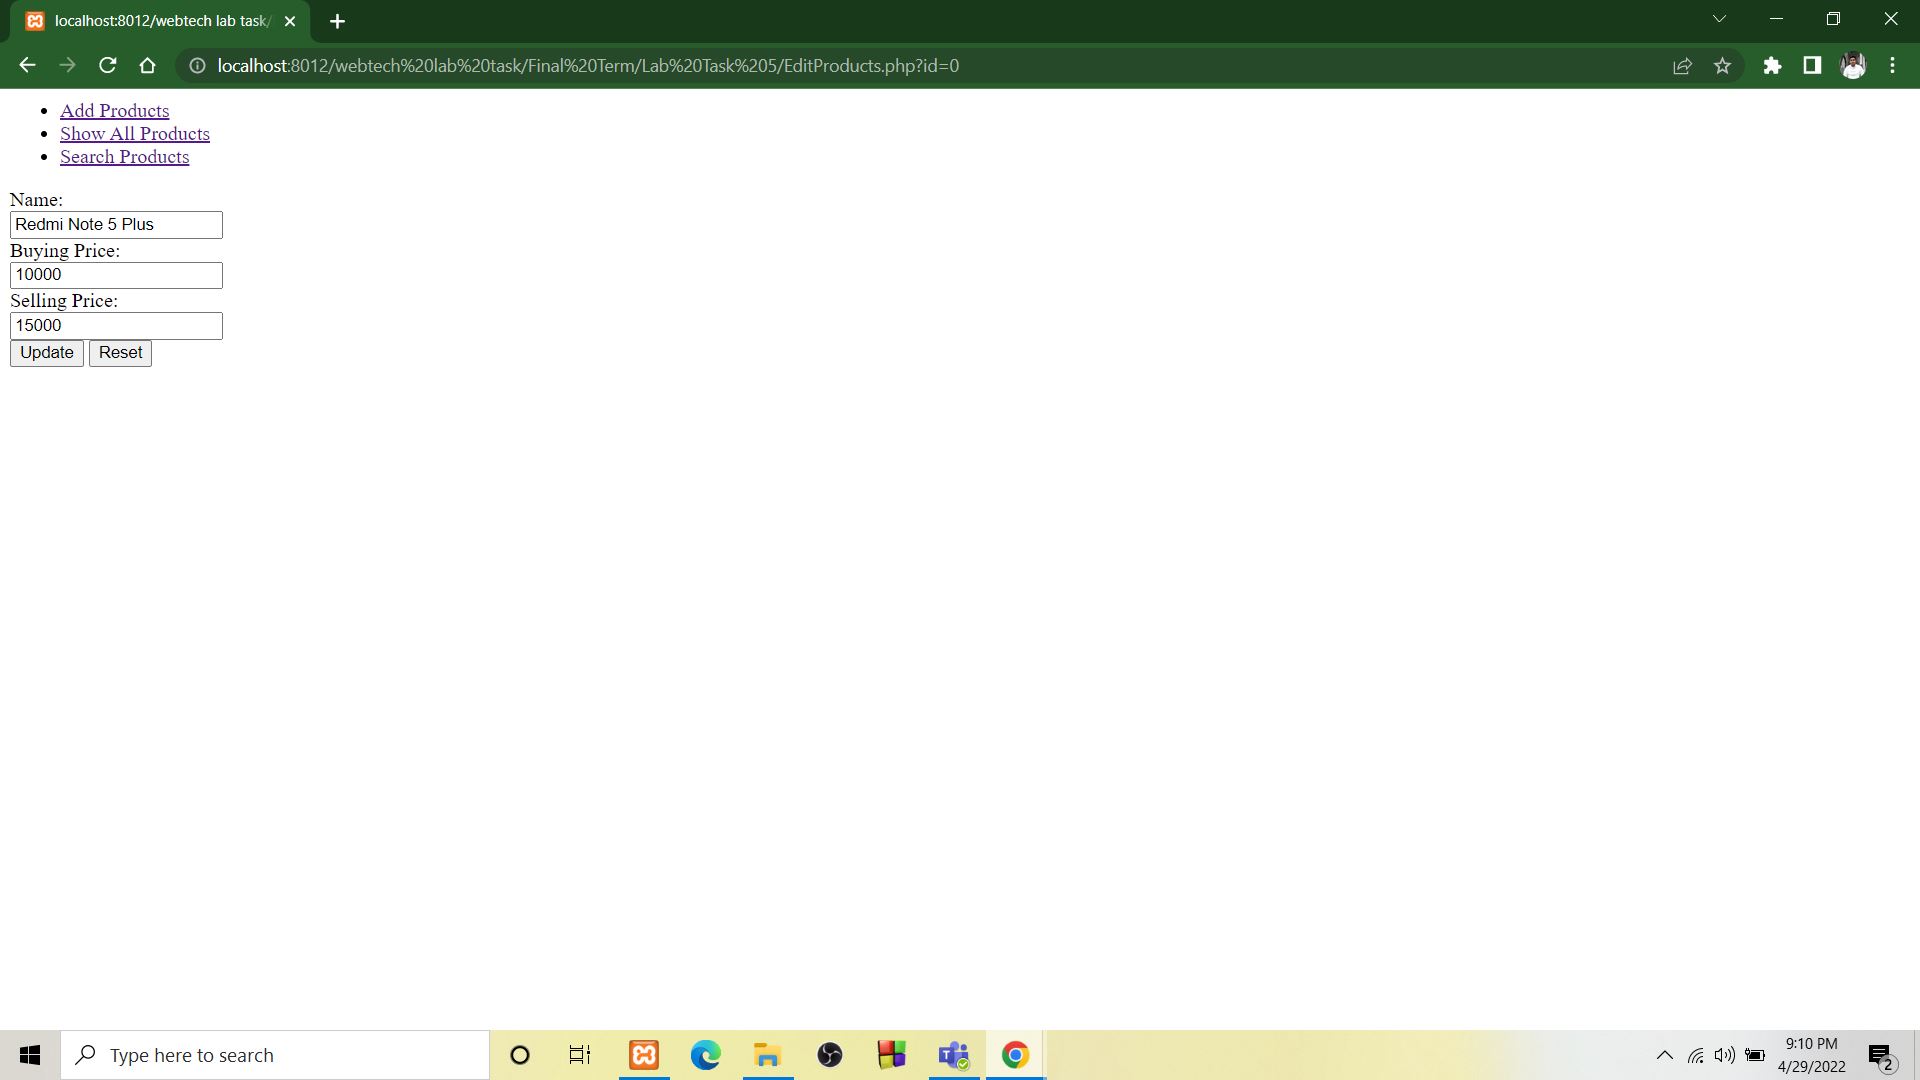 localhost:8012/webtech lab task/
localhost:8012/webtech%20lab%20task/Final%20Term/Lab%20Task%205/EditProducts.php?id=0
Add Products
Show All Products
Search Products
Name:
Redmi Note 5 Plus
Buying Price:
10000
Selling Price:
15000
Update Reset
Type here to search
9:10 PM
4/29/2022
2